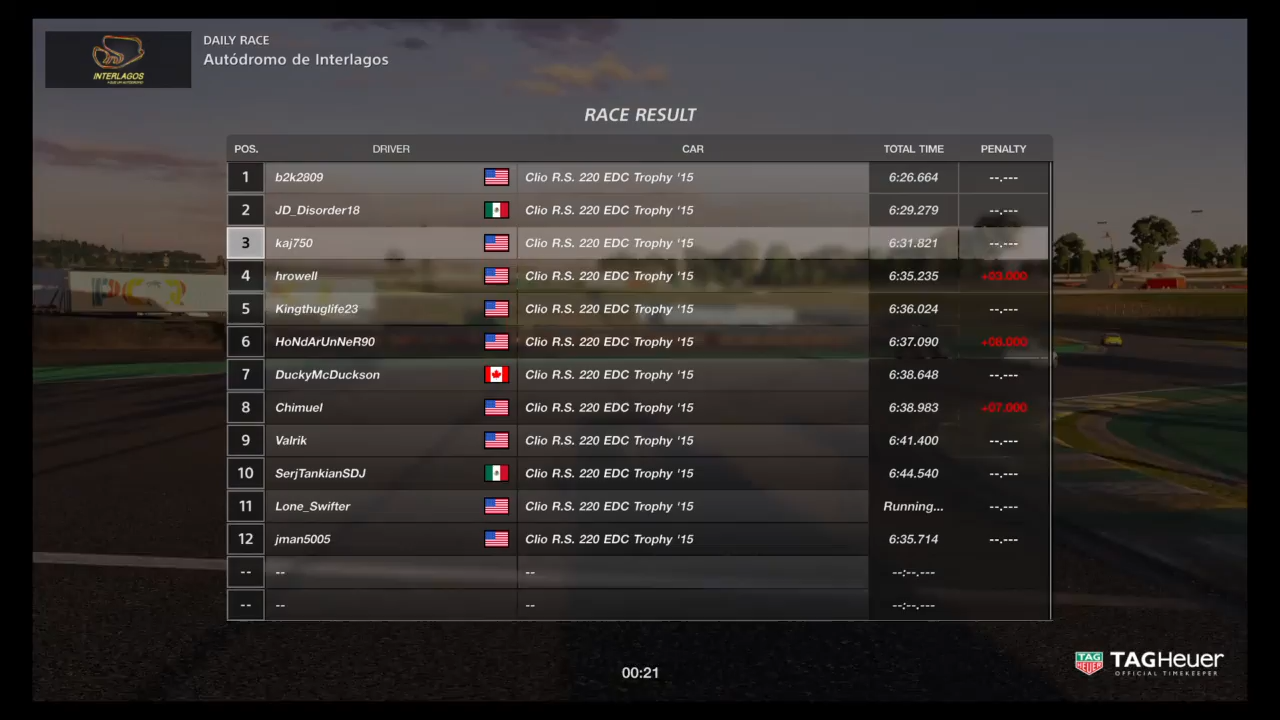 DAILY RACE
Autódromo de Interlagos
INTERLAGOS
RACE RESULT
POS. DRIVER CAR TOTAL TIME PENALTY
1 b2k2809 Clio R.S. 220 EDC Trophy '15 6:26.664 --.---
2 JD_Disorder18 Clio R.S. 220 EDC Trophy '15 6:29.279 --.---
3 kaj750 Clio R.S. 220 EDC Trophy '15 6:31.821 --.---
4 hrowell Clio R.S. 220 EDC Trophy '15 6:35.235 +03.000
5 Kingthuglife23 Clio R.S. 220 EDC Trophy '15 6:36.024 --.---
6 HoNdArUnNeR90 Clio R.S. 220 EDC Trophy '15 6:37.090 +08.000
7 DuckyMcDuckson Clio R.S. 220 EDC Trophy '15 6:38.648 --.---
8 Chimuel Clio R.S. 220 EDC Trophy '15 6:38.983 +07.000
9 Valrik Clio R.S. 220 EDC Trophy '15 6:41.400 --.---
10 SerjTankianSDJ Clio R.S. 220 EDC Trophy '15 6:44.540 --.---
11 Lone_Swifter Clio R.S. 220 EDC Trophy '15 Running... --.---
12 jman5005 Clio R.S. 220 EDC Trophy '15 6:35.714 --.---
-- -- -- --:--.---
-- -- -- --:--.---
00:21
TAG HEUER TAGHeuer
OFFICIAL TIMEKEEPER